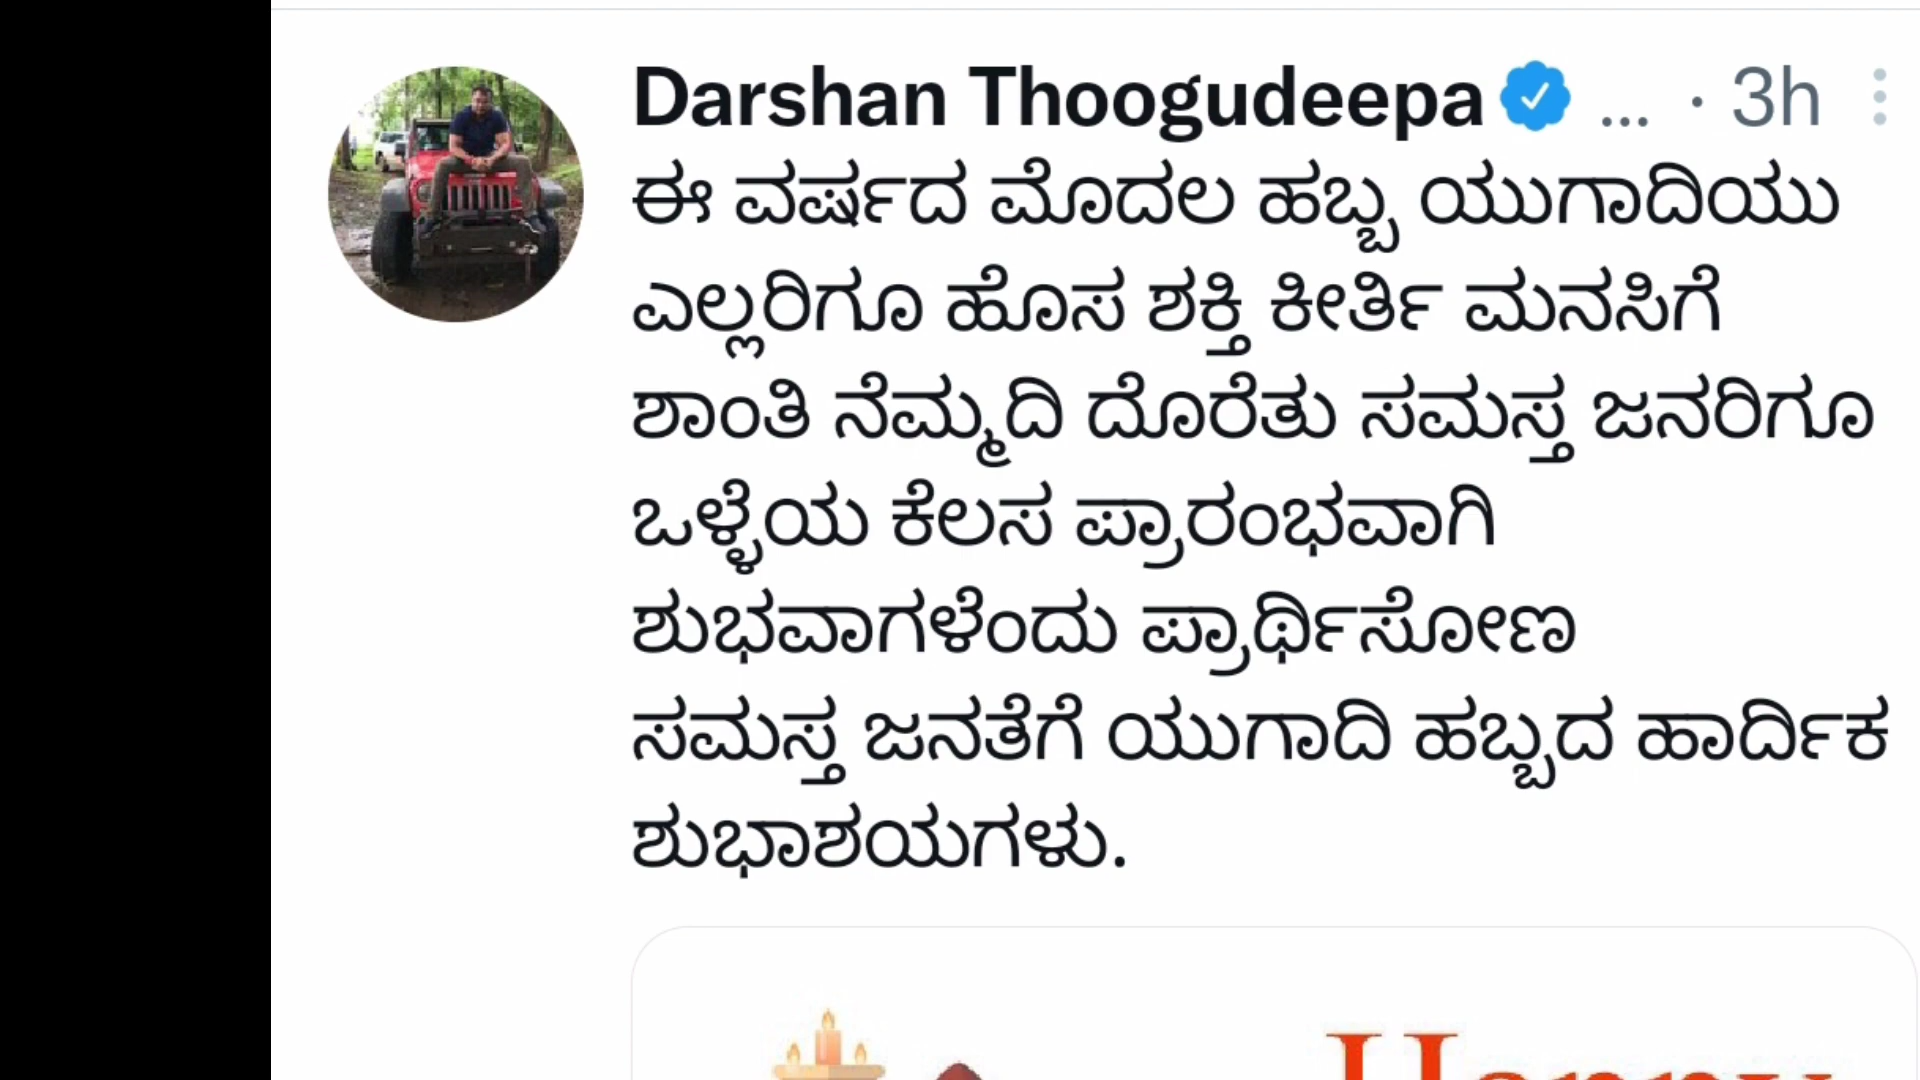 Darshan Thoogudeepa ... · 3h
ಈ ವರ್ಷದ ಮೊದಲ ಹಬ್ಬ ಯುಗಾದಿಯು
ಎಲ್ಲರಿಗೂ ಹೊಸ ಶಕ್ತಿ ಕೀರ್ತಿ ಮನಸಿಗೆ
ಶಾಂತಿ ನೆಮ್ಮದಿ ದೊರೆತು ಸಮಸ್ತ ಜನರಿಗೂ
ಒಳ್ಳೆಯ ಕೆಲಸ ಪ್ರಾರಂಭವಾಗಿ
ಶುಭವಾಗಳೆಂದು ಪ್ರಾರ್ಥಿಸೋಣ
ಸಮಸ್ತ ಜನತೆಗೆ ಯುಗಾದಿ ಹಬ್ಬದ ಹಾರ್ದಿಕ
ಶುಭಾಶಯಗಳು.